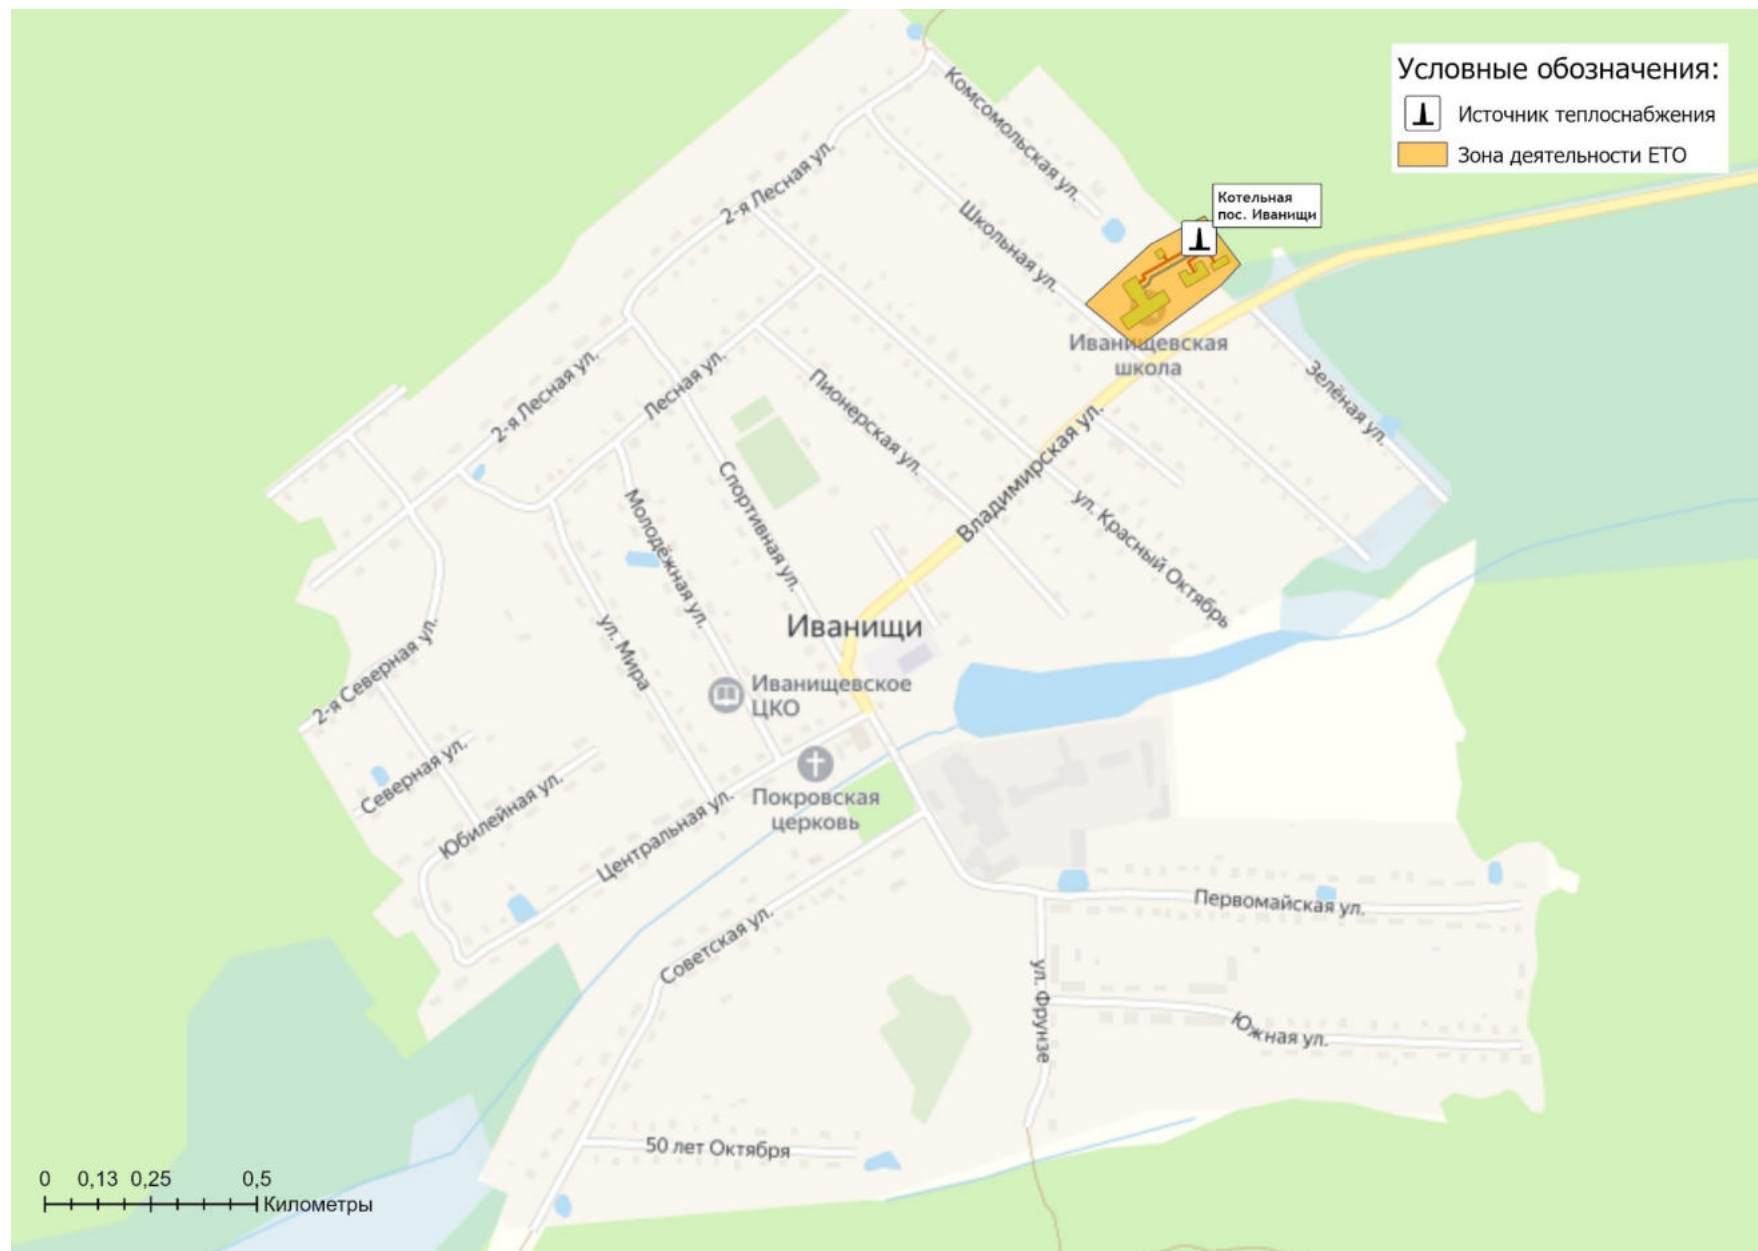 Условные обозначения:
Источник теплоснабжения
Зона деятельности ЕТО
Комсомольская ул.
2-я Лесная ул.
Школьная ул.
Котельная
пос. Иванищи
Иванищевская
школа
2-я Лесная ул.
Лесная ул.
Пионерская ул.
Зелёная ул.
Владимирская ул.
Спортивная ул.
Молодёжная ул.
ул. Красный Октябрь
ул. Мира
Иванищи
2-я Северная ул.
Иванищевское
ЦКО
Северная ул.
Юбилейная ул.
Центральная ул.
Покровская
церковь
Первомайская ул.
Советская ул.
ул. Фрунзе
Южная ул.
50 лет Октября
0 0,13 0,25 0,5
Километры